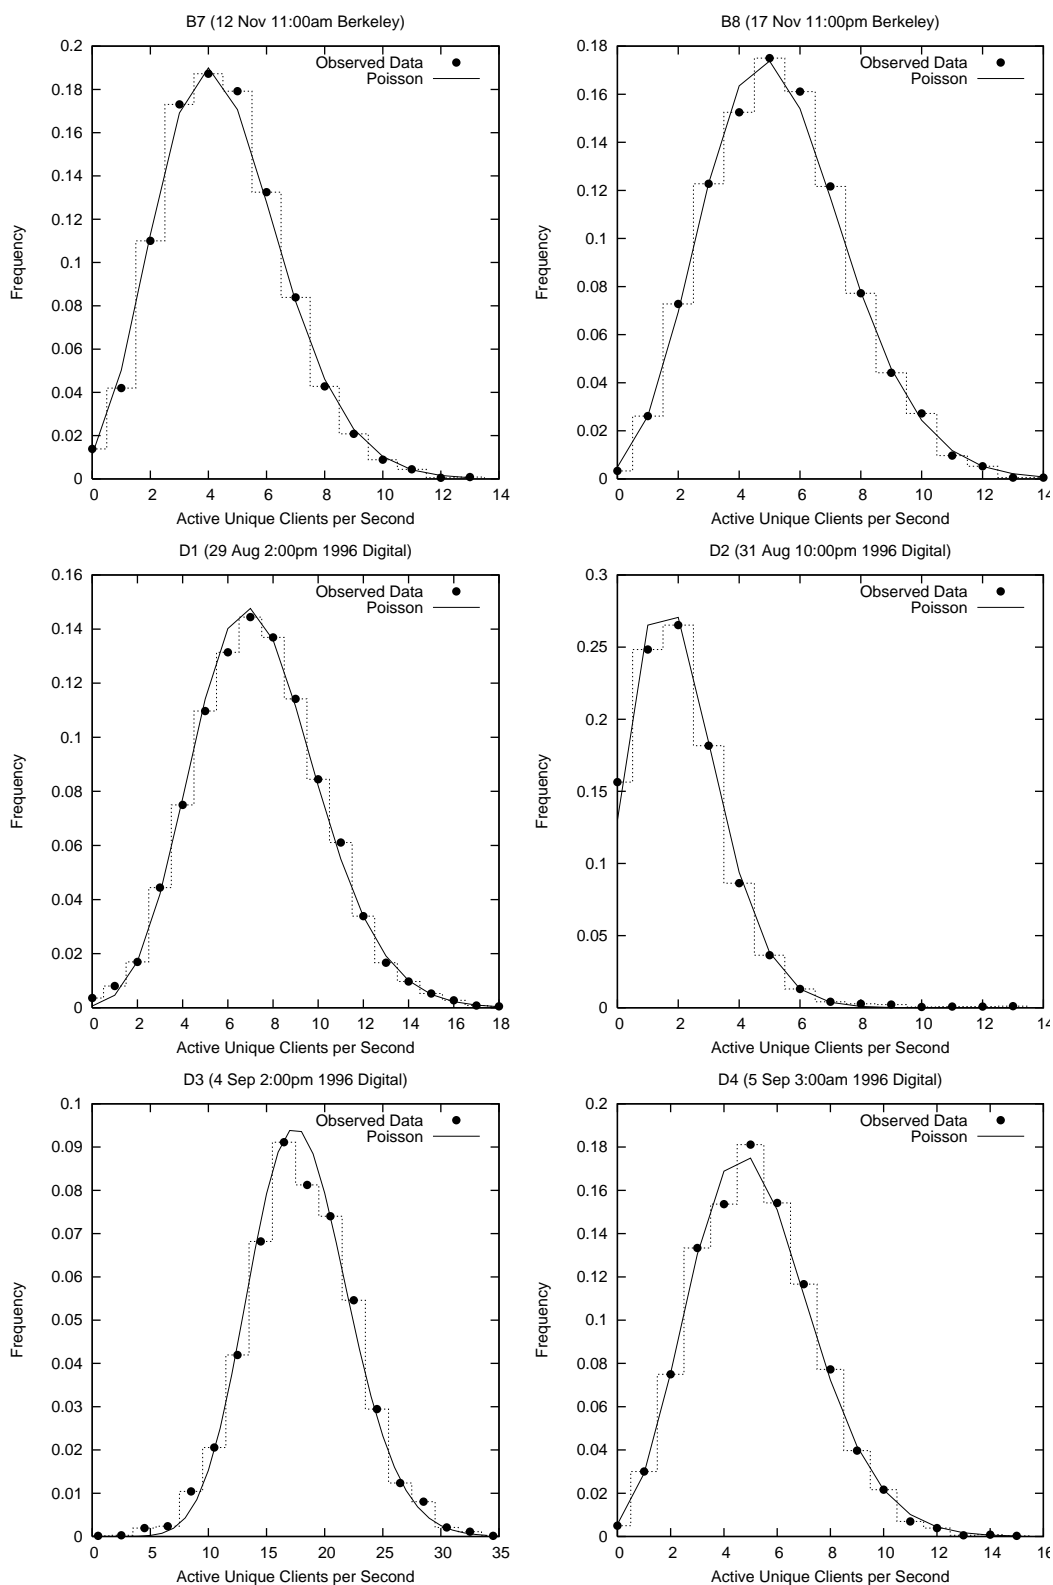 B7 (12 Nov 11:00am Berkeley)
0.2
0.18
0.16
0.14
0.12
0.1
0.08
0.06
0.04
0.02
0
Frequency
Observed Data
Poisson
0 2 4 6 8 10 12 14
Active Unique Clients per Second
B8 (17 Nov 11:00pm Berkeley)
0.18
0.16
0.14
0.12
0.1
0.08
0.06
0.04
0.02
0
Frequency
Observed Data
Poisson
0 2 4 6 8 10 12 14
Active Unique Clients per Second
D1 (29 Aug 2:00pm 1996 Digital)
0.16
0.14
0.12
0.1
0.08
0.06
0.04
0.02
0
Frequency
Observed Data
Poisson
0 2 4 6 8 10 12 14 16 18
Active Unique Clients per Second
D2 (31 Aug 10:00pm 1996 Digital)
0.3
0.25
0.2
0.15
0.1
0.05
0
Frequency
Observed Data
Poisson
0 2 4 6 8 10 12 14
Active Unique Clients per Second
D3 (4 Sep 2:00pm 1996 Digital)
0.1
0.09
0.08
0.07
0.06
0.05
0.04
0.03
0.02
0.01
0
Frequency
Observed Data
Poisson
0 5 10 15 20 25 30 35
Active Unique Clients per Second
D4 (5 Sep 3:00am 1996 Digital)
0.2
0.18
0.16
0.14
0.12
0.1
0.08
0.06
0.04
0.02
0
Frequency
Observed Data
Poisson
0 2 4 6 8 10 12 14 16
Active Unique Clients per Second